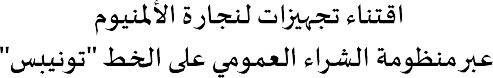 اقتناء تجهيزات لنجارة الألمنيوم
عبر منظومة الشراء العمومي على الخط "تونيبس"